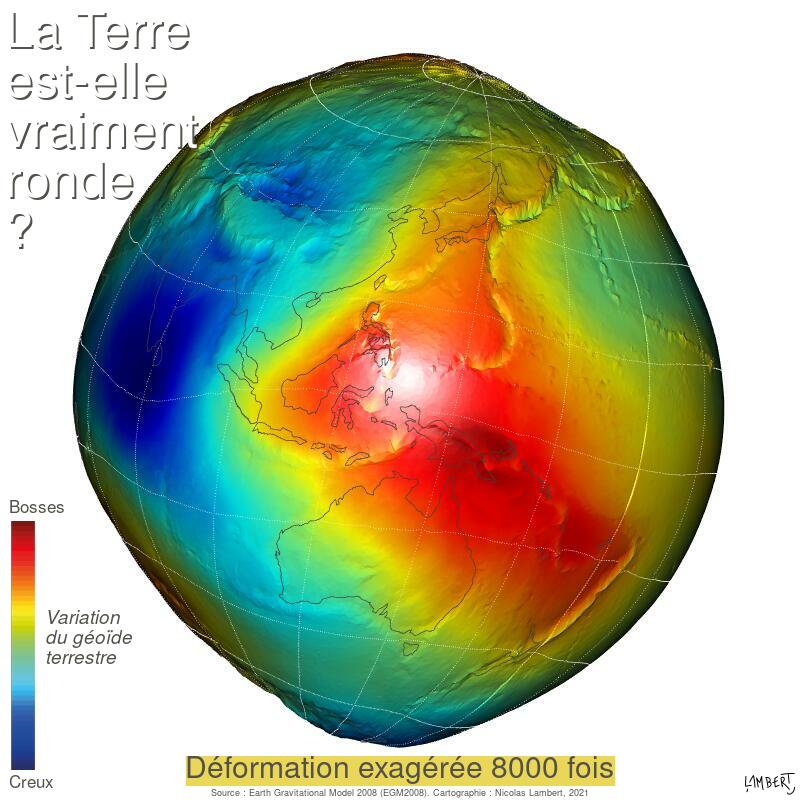 La Terre
est-elle
vraiment
ronde
?
Bosses
Variation
du géoïde
terrestre
Creux
Déformation exagérée 8000 fois
Source : Earth Gravitational Model 2008 (EGM2008). Cartographie : Nicolas Lambert, 2021
LAMBERT